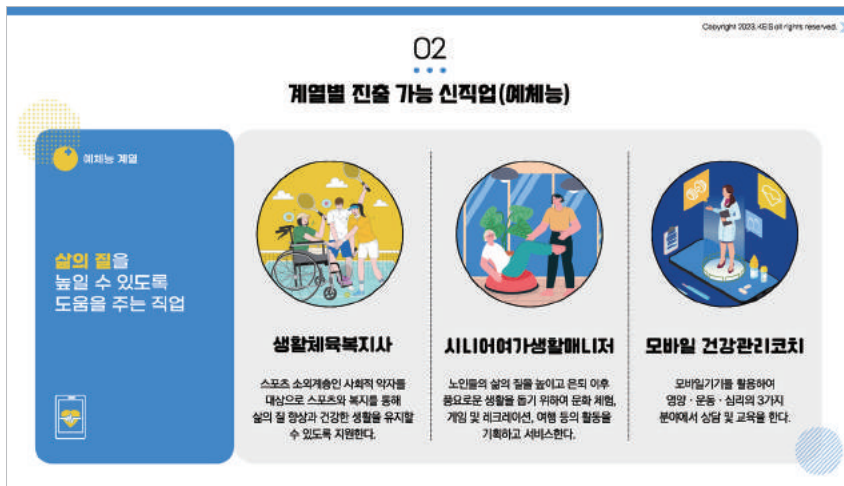 Copyright 2023. KEIS all rights reserved.
02
계열별 진출 가능 신직업(예체능)
예체능 계열
삶의 질을
높일 수 있도록
도움을 주는 직업
생활체육복지사
스포츠 소외계층인 사회적 약자를
대상으로 스포츠와 복지를 통해
삶의 질 향상과 건강한 생활을 유지할
수 있도록 지원한다.
시니어여가생활매니저
노인들의 삶의 질을 높이고 은퇴 이후
풍요로운 생활을 돕기 위하여 문화 체험,
게임 및 레크레이션, 여행 등의 활동을
기획하고 서비스한다.
모바일 건강관리코치
모바일기기를 활용하여
영양 · 운동 · 심리의 3가지
분야에서 상담 및 교육을 한다.